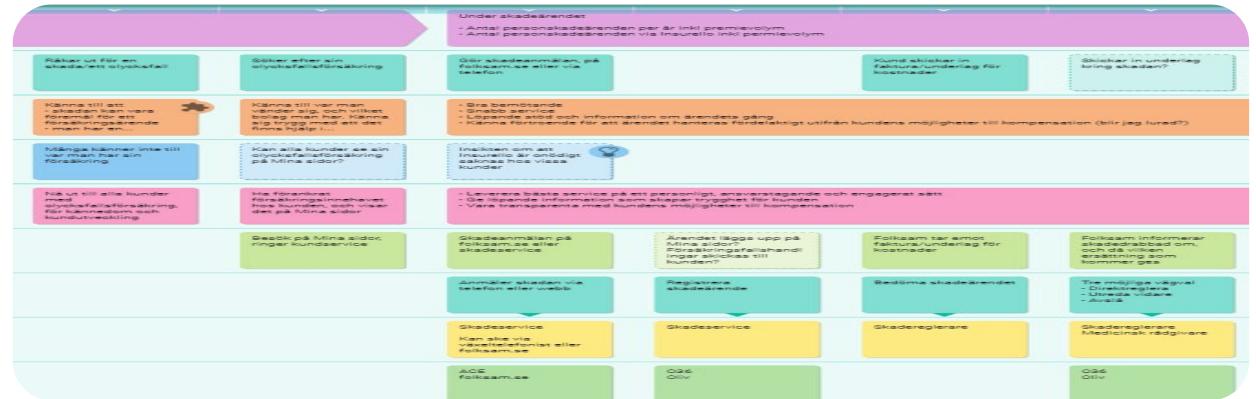 Under skadeärendet
- Antal personskadeärenden per år inkl premievolym
- Antal personskadeärenden via Insurello inkl permievolym
Råkar ut för en
skada/ett olycksfall
Söker efter sin
olycksfallsförsäkring
Gör skadeanmälan, på
folksam.se eller via
telefon
Kund skickar in
faktura/underlag för
kostnader
Skickar in underlag
kring skadan?
Känna till att
- skadan kan vara
föremål för ett
försäkringsärende
- man har en...
Känna till var man
vänder sig, och vilket
bolag man har. Känna
sig trygg med att det
finns hjälp i...
- Bra bemötande
- Snabb service
- Löpande stöd och information om ärendets gång
- Känna förtroende för att ärendet hanteras fördelaktigt utifrån kundens möjligheter till kompensation (blir jag lurad?)
Många känner inte till
var man har sin
försäkring
Kan alla kunder se sin
olycksfallsförsäkring
på Mina sidor?
Insikten om att
Insurello är onödigt
saknas hos vissa
kunder
Nå ut till alla kunder
med
olycksfallsförsäkring,
för kännedom och
kundutveckling
Ha förankrat
försäkringsinnehavet
hos kunden, och visar
det på Mina sidor
- Leverera bästa service på ett personligt, ansvarstagande och engagerat sätt
- Ge löpande information som skapar trygghet för kunden
- Vara transparenta med kundens möjligheter till kompensation
Besök på Mina sidor,
ringer kundservice
Skadeanmälan på
folksam.se eller
skadeservice
Ärendet läggs upp på
Mina sidor?
Försäkringsfallshandl
ingar skickas till
kunden?
Folksam tar emot
faktura/underlag för
kostnader
Folksam informerar
skadedrabbad om,
och då vilken
ersättning som
kommer ges
Anmäler skadan via
telefon eller webb
Registrera
skadeärende
Bedöma skadeärendet
Tre möjliga vägval
- Direktreglera
- Utreda vidare
- Avslå
Skadeservice
Kan ske via
växeltelefonist eller
folksam.se
Skadeservice
Skadereglerare
Skadereglerare
Medicinsk rådgivare
ACE
folksam.se
O36
Oliv
O36
Oliv